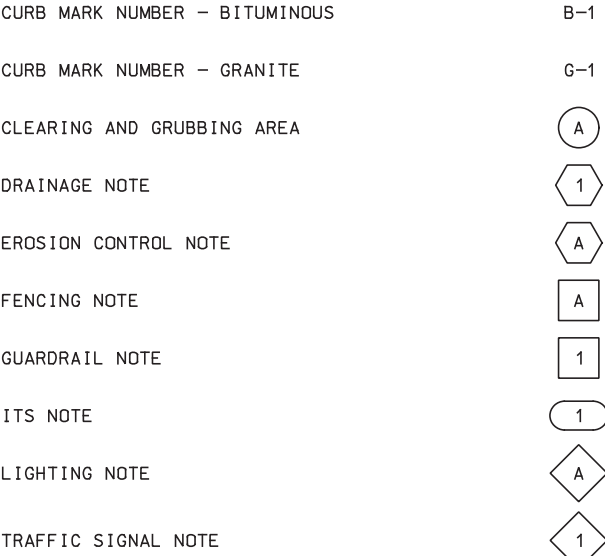 CURB MARK NUMBER - BITUMINOUS B-1
CURB MARK NUMBER - GRANITE G-1
CLEARING AND GRUBBING AREA A
DRAINAGE NOTE 1
EROSION CONTROL NOTE A
FENCING NOTE A
GUARDRAIL NOTE 1
ITS NOTE 1
LIGHTING NOTE A
TRAFFIC SIGNAL NOTE 1